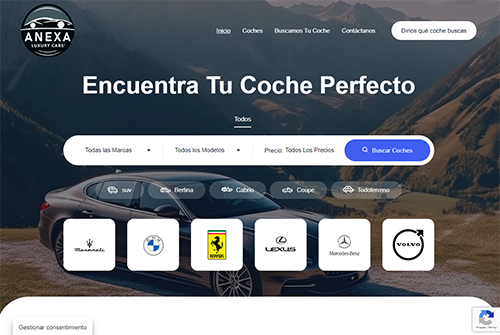 ANEXA
LUXURY CARS
Inicio Coches Buscamos Tu Coche Contáctanos Dinos qué coche buscas
Encuentra Tu Coche Perfecto
Todos
Todas las Marcas Todos los Modelos Precio: Todos Los Precios Buscar Coches
suv Berlina Cabrio Coupe Todoterreno
Maserati Ferrari LEXUS Mercedes-Benz VOLVO
Gestionar consentimiento